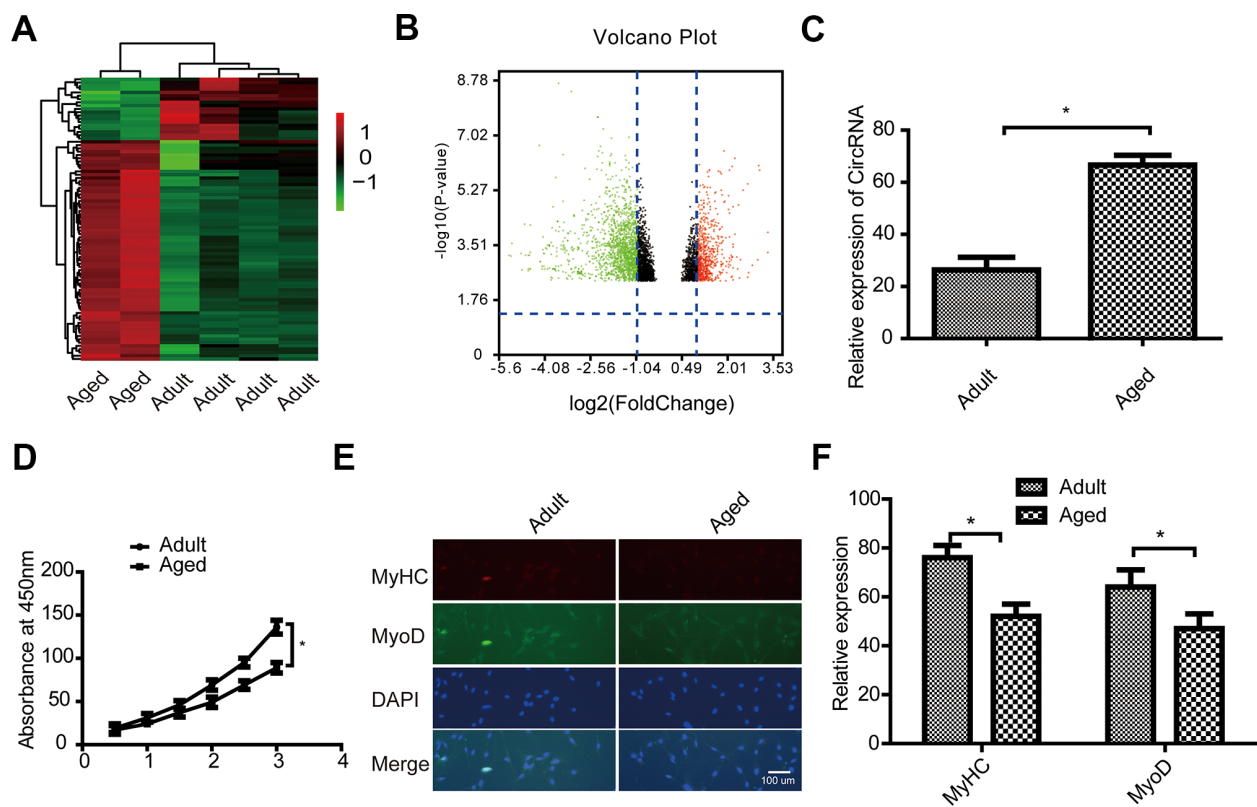 A
1
0
−1
Aged
Aged
Adult
Adult
Adult
Adult
B
Volcano Plot
-log10(P-value)
8.78
7.02
5.27
3.51
1.76
0
-5.6
-4.08
-2.56
-1.04
0.49
2.01
3.53
log2(FoldChange)
C
Relative expression of CircRNA
80
60
40
20
0
*
Adult
Aged
D
Adult
Aged
Absorbance at 450nm
200
150
100
50
0
*
0
1
2
3
4
E
Adult
Aged
MyHC
MyoD
DAPI
Merge
100 um
F
Adult
Aged
Relative expression
100
80
60
40
20
0
*
*
MyHC
MyoD